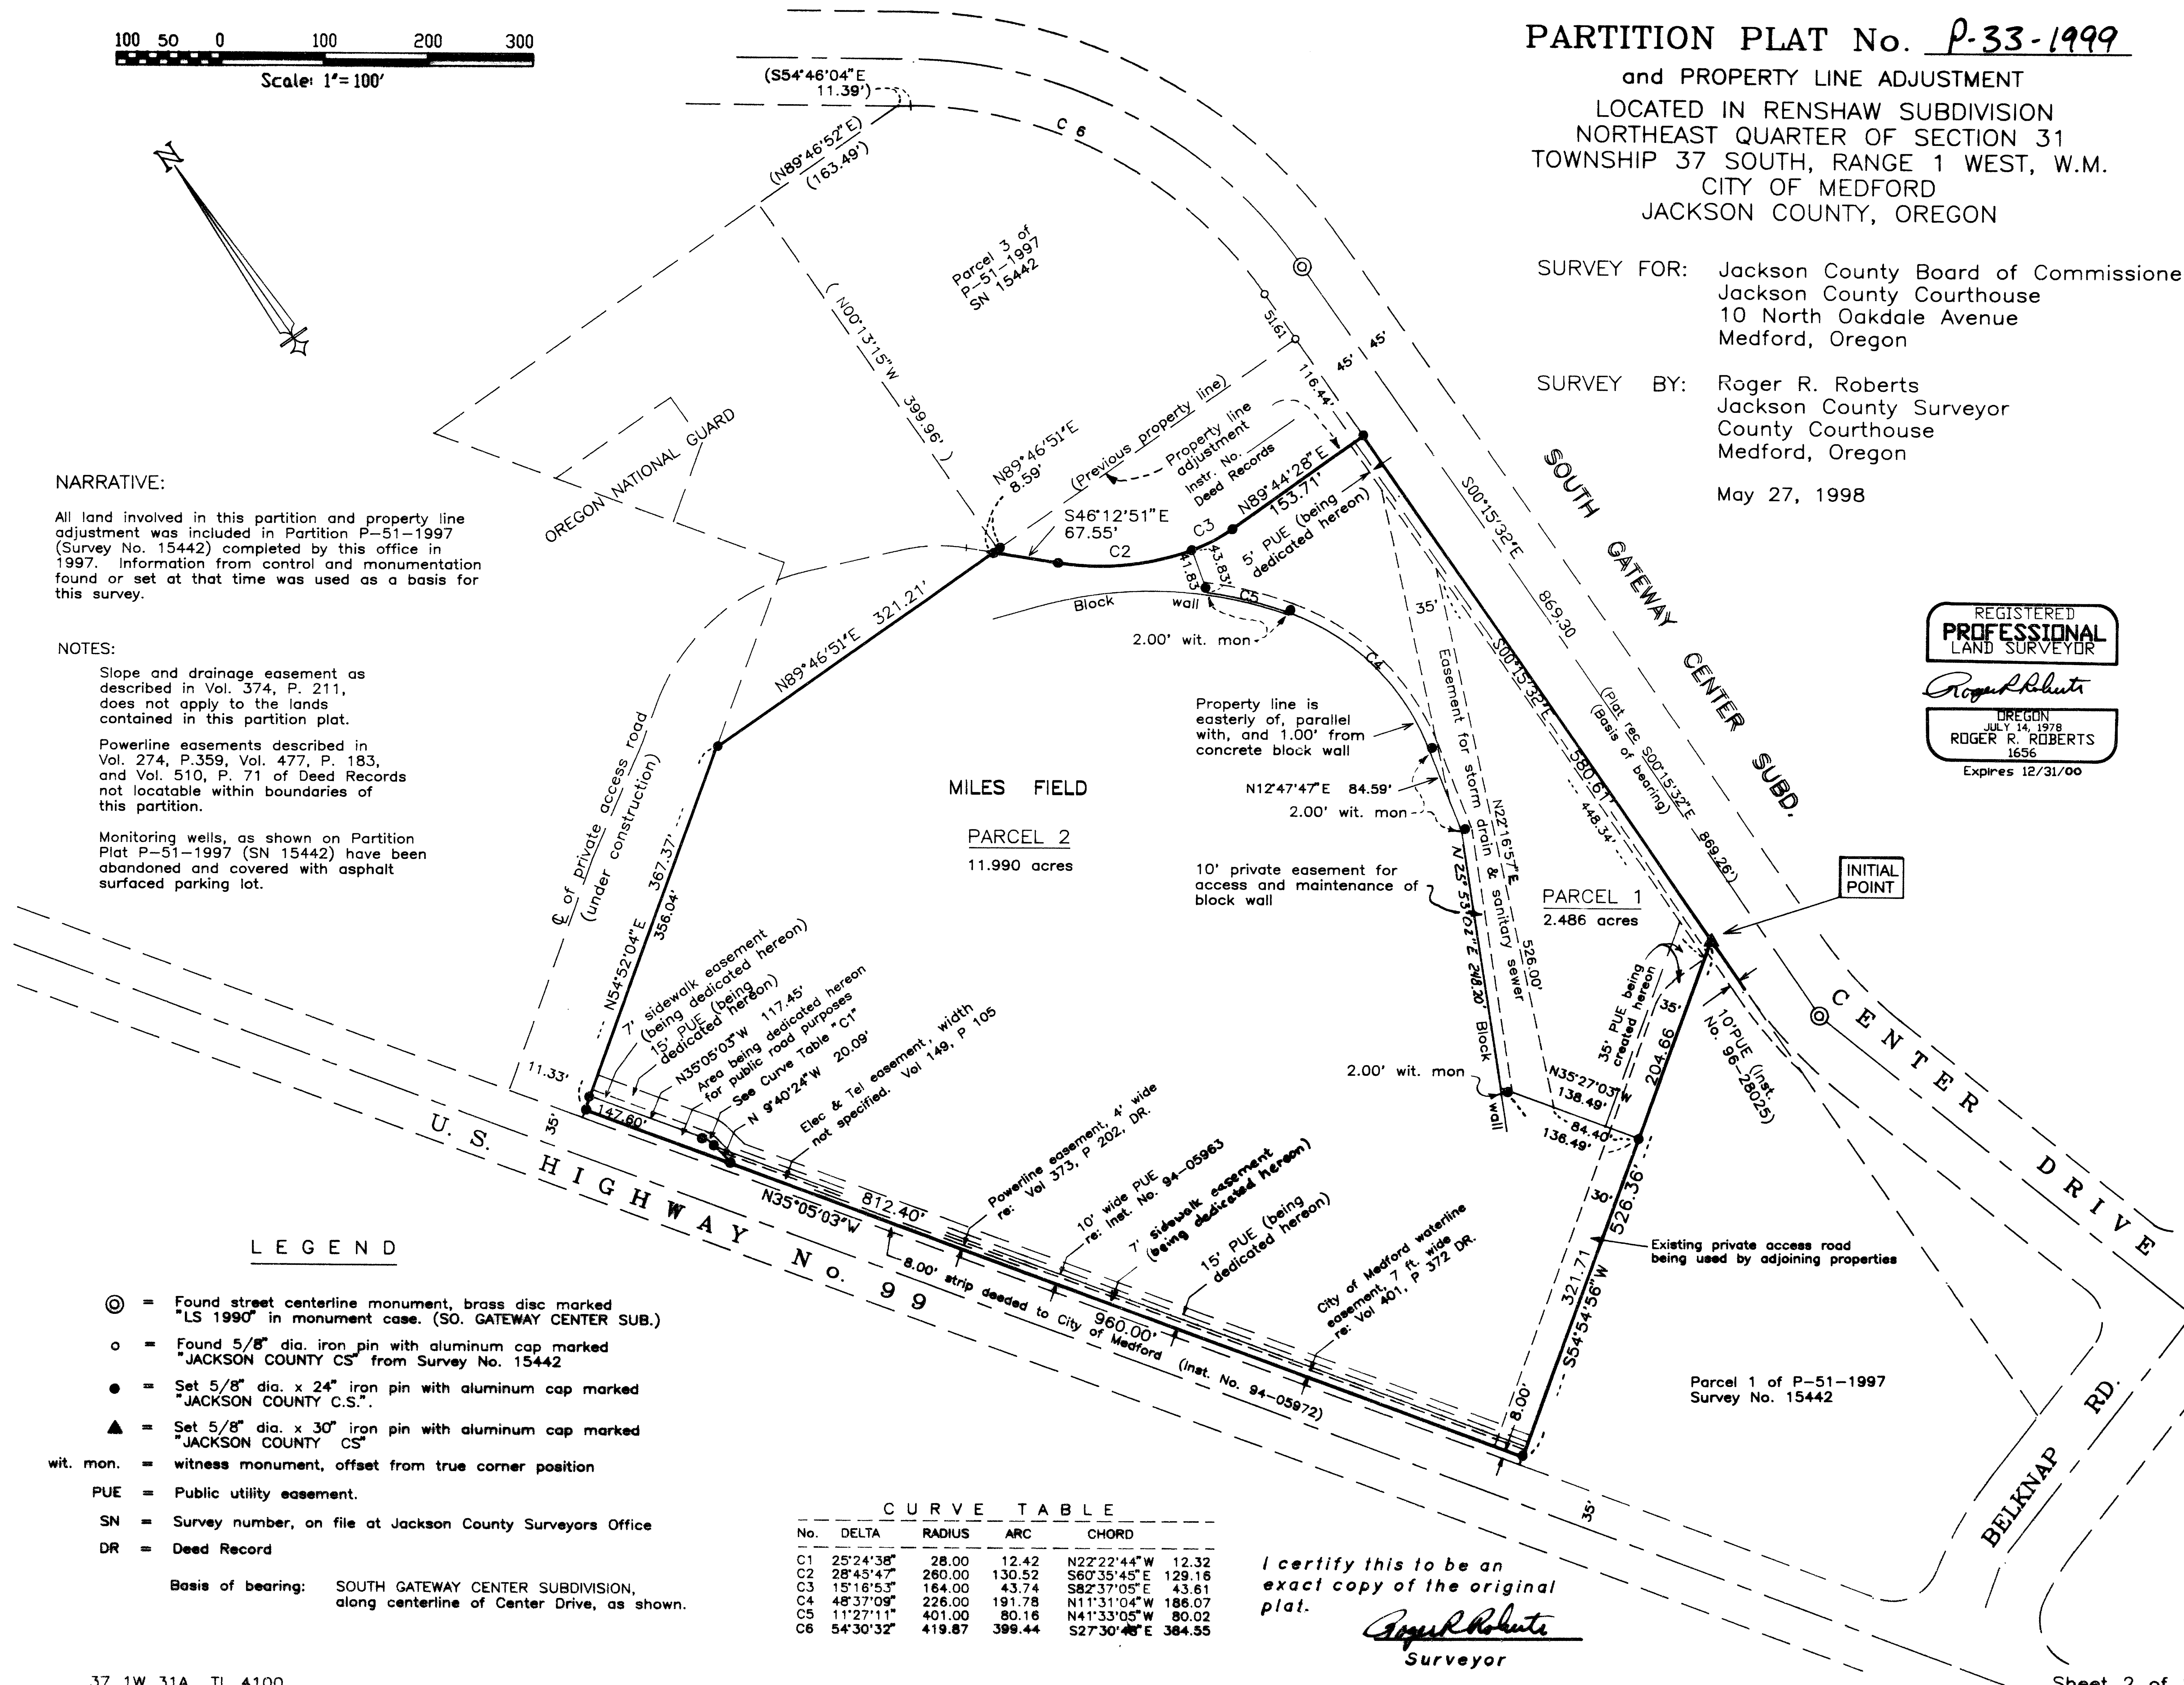 100 50 0 100 200 300
Scale: 1"=100'
N
PARTITION PLAT No. P-33-1999
and PROPERTY LINE ADJUSTMENT
LOCATED IN RENSHAW SUBDIVISION
NORTHEAST QUARTER OF SECTION 31
TOWNSHIP 37 SOUTH, RANGE 1 WEST, W.M.
CITY OF MEDFORD
JACKSON COUNTY, OREGON
SURVEY FOR: Jackson County Board of Commissione
Jackson County Courthouse
10 North Oakdale Avenue
Medford, Oregon
SURVEY BY: Roger R. Roberts
Jackson County Surveyor
County Courthouse
Medford, Oregon
May 27, 1998
REGISTERED
PROFESSIONAL
LAND SURVEYOR
Roger R Roberts
OREGON
JULY 14, 1978
ROGER R. ROBERTS
1656
Expires 12/31/00
(S54°46'04"E
11.39')
(N89°46'52"E)
(163.49')
C 6
Parcel 3 of
P-51-1997
SN 15442
(N00°13'15"W 399.96')
51.61
116.44'
45' 45'
OREGON NATIONAL GUARD
N89°46'51"E
8.59'
(Previous property line)
Property line
adjustment
Instr. No.
Deed Records
S46°12'51"E
67.55'
C2
C3
N89°44'28"E
153.71'
5' PUE (being
dedicated hereon)
41.83'
43.83'
C5
Block wall
2.00' wit. mon
C4
35'
SOUTH GATEWAY CENTER SUBD.
S00°15'32"E 869.30
(Plat rec S00°15'32"E 869.26')
(Basis of bearing)
S00°15'32"E 580.61'
448.34'
NARRATIVE:
All land involved in this partition and property line
adjustment was included in Partition P-51-1997
(Survey No. 15442) completed by this office in
1997. Information from control and monumentation
found or set at that time was used as a basis for
this survey.
NOTES:
Slope and drainage easement as
described in Vol. 374, P. 211,
does not apply to the lands
contained in this partition plat.
Powerline easements described in
Vol. 274, P.359, Vol. 477, P. 183,
and Vol. 510, P. 71 of Deed Records
not locatable within boundaries of
this partition.
Monitoring wells, as shown on Partition
Plat P-51-1997 (SN 15442) have been
abandoned and covered with asphalt
surfaced parking lot.
N89°46'51"E 321.21'
℄ of private access road
(under construction)
N54°52'04"E
367.37'
356.04'
MILES FIELD
PARCEL 2
11.990 acres
Property line is
easterly of, parallel
with, and 1.00' from
concrete block wall
N12°47'47"E 84.59'
2.00' wit. mon
10' private easement for
access and maintenance of
block wall
N 25°53'02"E 248.20' Block wall
Easement for storm drain & sanitary sewer
N22°16'57"E 526.00'
PARCEL 1
2.486 acres
INITIAL
POINT
35' PUE being
created hereon
35'
204.66
10'PUE (Inst.
No. 96-28025)
N35°27'03"W
138.49'
84.40'
136.49'
2.00' wit. mon
CENTER DRIVE
30'
526.36'
321.71
S54°54'56"W
8.00'
Existing private access road
being used by adjoining properties
Parcel 1 of P-51-1997
Survey No. 15442
BELKNAP RD.
7' sidewalk easement
(being dedicated hereon)
15' PUE (being
dedicated hereon)
N35°05'03"W 117.45'
Area being dedicated hereon
for public road purposes
See Curve Table "C1"
N 9°40'24"W 20.09'
Elec & Tel easement, width
not specified. Vol 149, P 105
11.33'
35'
147.60'
U. S. HIGHWAY No. 99
N35°05'03"W
812.40'
Powerline easement, 4' wide
re: Vol 373, P 202, DR.
10' wide PUE
re: Inst. No. 94-05963
7' sidewalk easement
(being dedicated hereon)
15' PUE (being
dedicated hereon)
City of Medford waterline
easement, 7 ft. wide
re: Vol 401, P 372 DR.
960.00'
8.00' strip deeded to City of Medford (Inst. No. 94-05972)
35'
LEGEND
◎ = Found street centerline monument, brass disc marked
"LS 1990" in monument case. (SO. GATEWAY CENTER SUB.)
o = Found 5/8" dia. iron pin with aluminum cap marked
"JACKSON COUNTY CS" from Survey No. 15442
● = Set 5/8" dia. x 24" iron pin with aluminum cap marked
"JACKSON COUNTY C.S.".
▲ = Set 5/8" dia. x 30" iron pin with aluminum cap marked
"JACKSON COUNTY CS"
wit. mon. = witness monument, offset from true corner position
PUE = Public utility easement.
SN = Survey number, on file at Jackson County Surveyors Office
DR = Deed Record
Basis of bearing: SOUTH GATEWAY CENTER SUBDIVISION,
along centerline of Center Drive, as shown.
CURVE TABLE
No. DELTA RADIUS ARC CHORD
C1 25°24'38" 28.00 12.42 N22°22'44"W 12.32
C2 28°45'47" 260.00 130.52 S60°35'45"E 129.16
C3 15°16'53" 164.00 43.74 S82°37'05"E 43.61
C4 48°37'09" 226.00 191.78 N11°31'04"W 186.07
C5 11°27'11" 401.00 80.16 N41°33'05"W 80.02
C6 54°30'32" 419.87 399.44 S27°30'48"E 384.55
I certify this to be an
exact copy of the original
plat.
Roger R Roberts
Surveyor
37 1W 31A TL 4100
Sheet 2 of